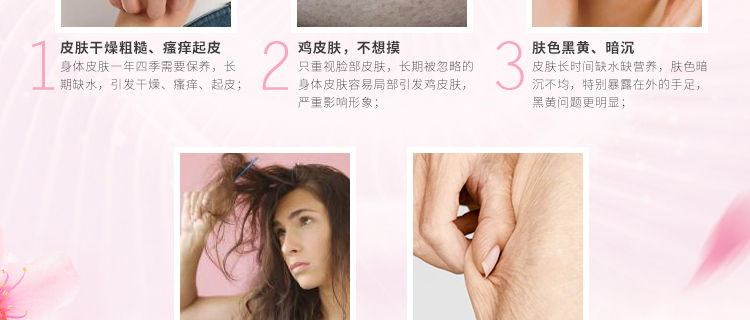 1
皮肤干燥粗糙、瘙痒起皮
身体皮肤一年四季需要保养，长
期缺水，引发干燥、瘙痒、起皮；
2
鸡皮肤，不想摸
只重视脸部皮肤，长期被忽略的
身体皮肤容易局部引发鸡皮肤，
严重影响形象；
3
肤色黑黄、暗沉
皮肤长时间缺水缺营养，肤色暗
沉不均，特别暴露在外的手足，
黑黄问题更明显；